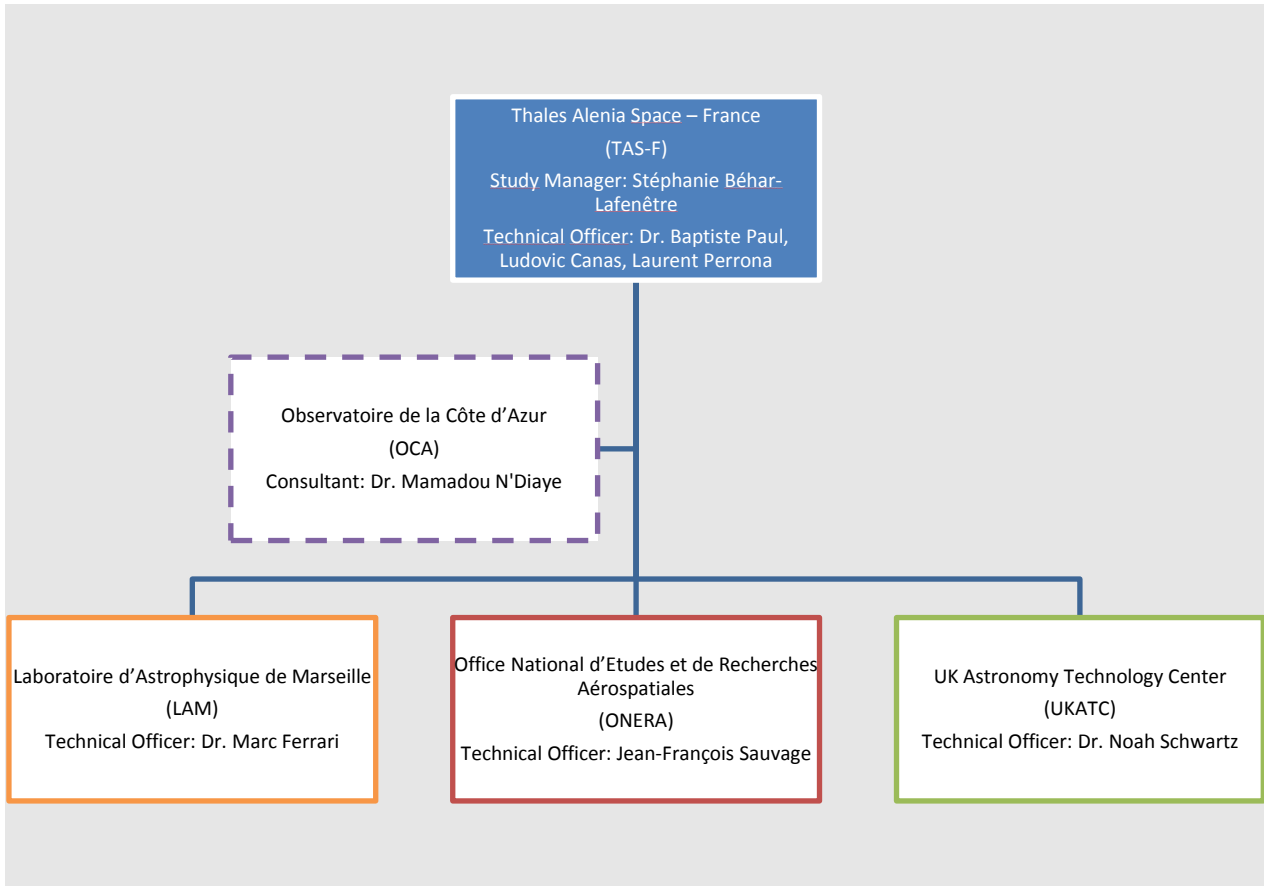 Thales Alenia Space – France
(TAS-F)
Study Manager: Stéphanie Béhar-
Lafenêtre
Technical Officer: Dr. Baptiste Paul,
Ludovic Canas, Laurent Perrona
Observatoire de la Côte d’Azur
(OCA)
Consultant: Dr. Mamadou N'Diaye
Laboratoire d’Astrophysique de Marseille
(LAM)
Technical Officer: Dr. Marc Ferrari
Office National d’Etudes et de Recherches
Aérospatiales
(ONERA)
Technical Officer: Jean-François Sauvage
UK Astronomy Technology Center
(UKATC)
Technical Officer: Dr. Noah Schwartz